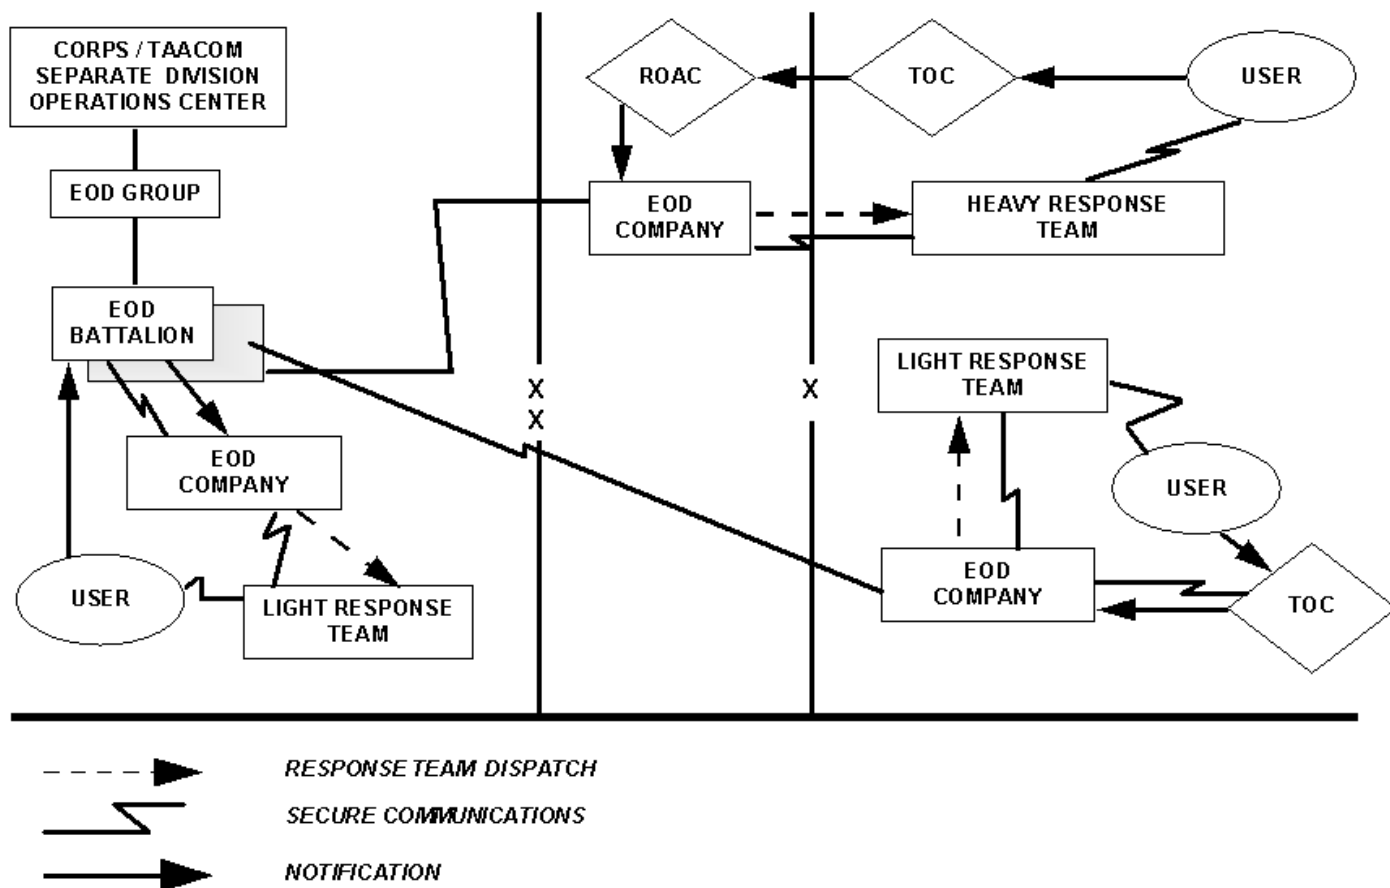 CORPS / TAACOM
SEPARATE DIVISION
OPERATIONS CENTER
EOD GROUP
EOD
BATTALION
EOD
COMPANY
USER
LIGHT RESPONSE
TEAM
X
X
ROAC
TOC
USER
EOD
COMPANY
HEAVY RESPONSE
TEAM
X
LIGHT RESPONSE
TEAM
USER
EOD
COMPANY
TOC
RESPONSE TEAM DISPATCH
SECURE COMMUNICATIONS
NOTIFICATION